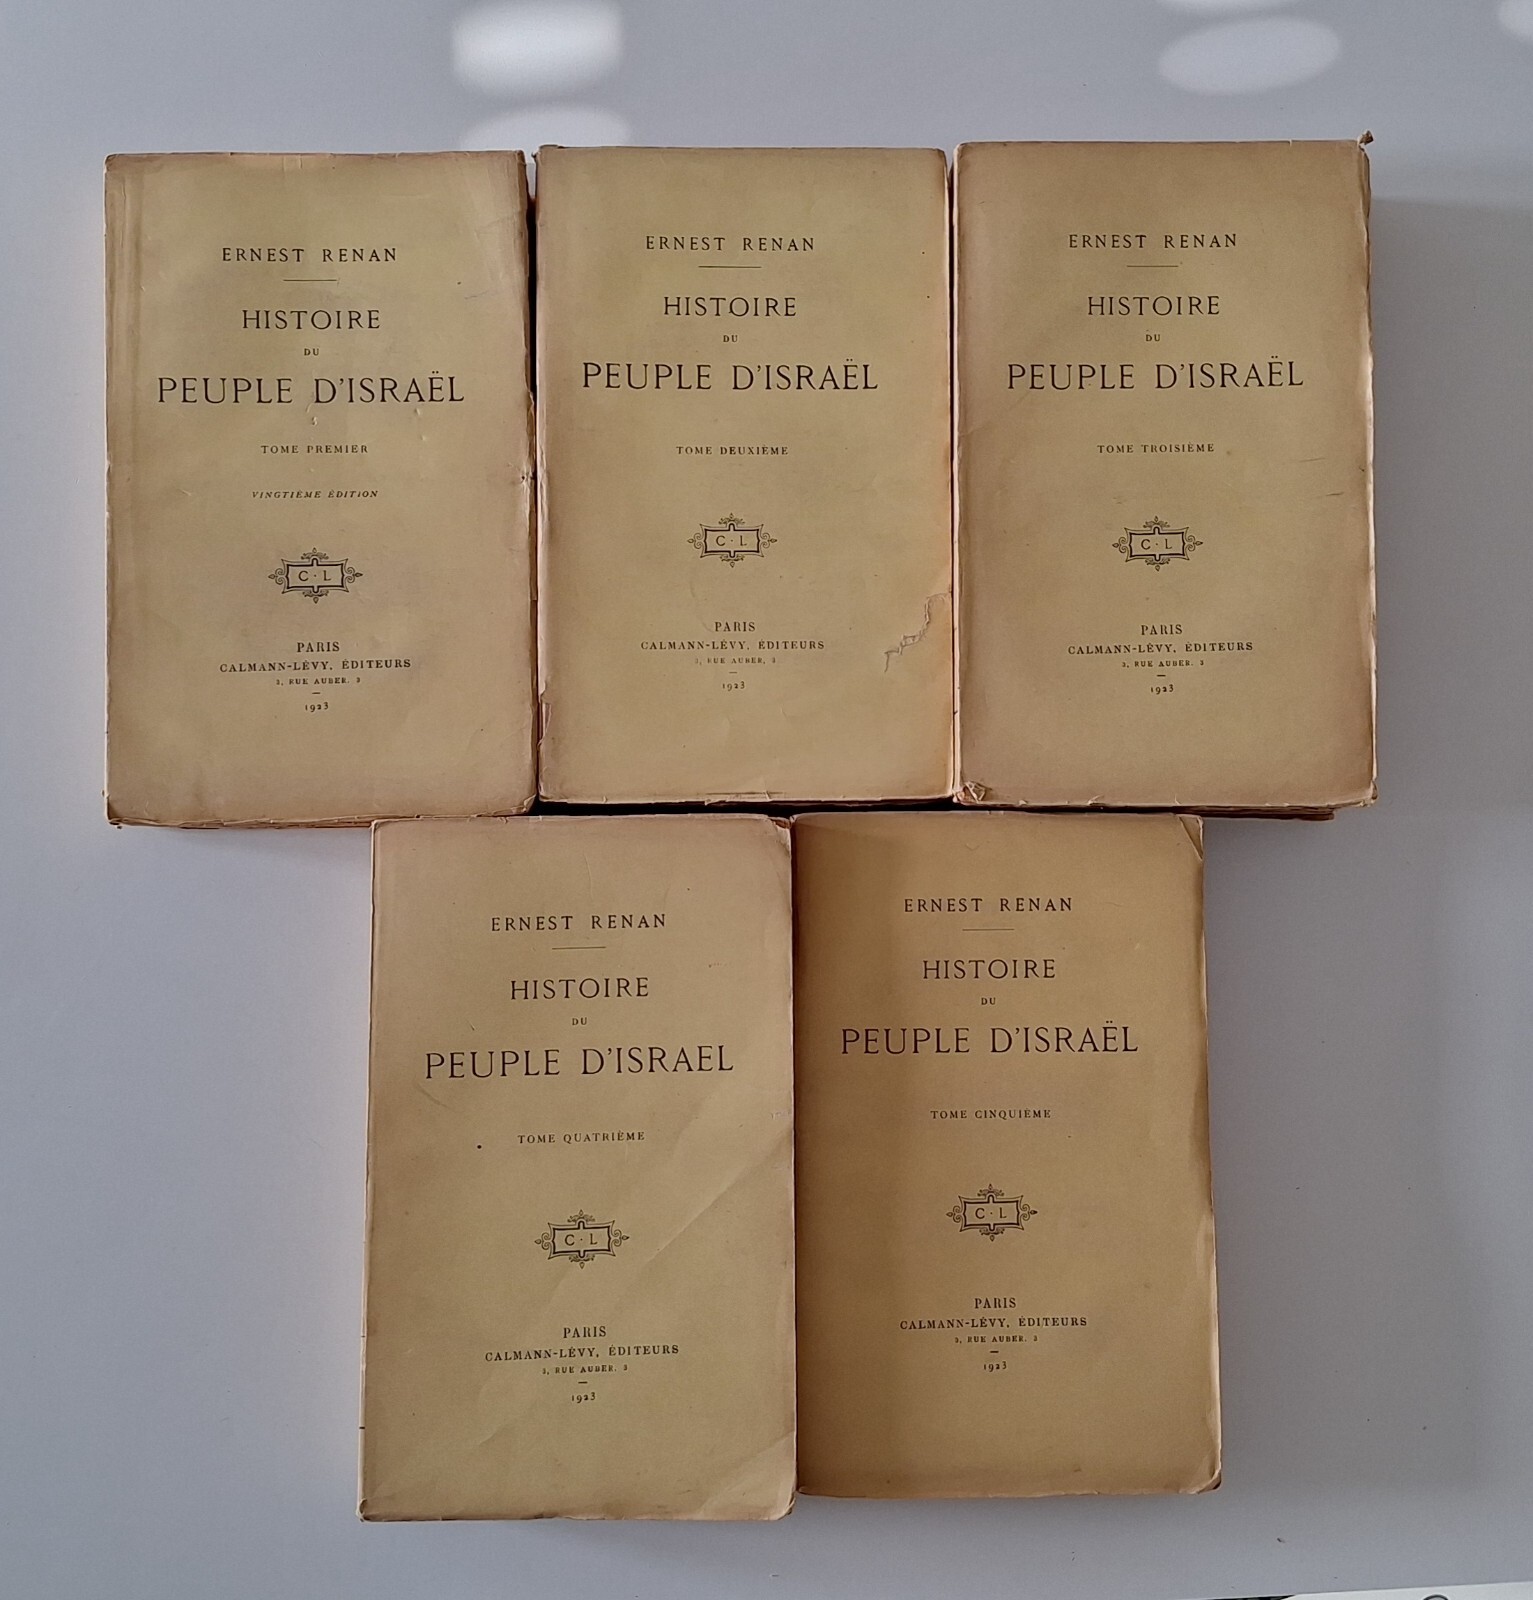 ERNEST RENAN
HISTOIRE
DU
PEUPLE D'ISRAËL
TOME PREMIER
VINGTIÈME ÉDITION
C · L
PARIS
CALMANN-LÉVY, ÉDITEURS
3, RUE AUBER, 3
1923
ERNEST RENAN
HISTOIRE
DU
PEUPLE D'ISRAËL
TOME DEUXIÈME
C · L
PARIS
CALMANN-LÉVY, ÉDITEURS
3, RUE AUBER, 3
1923
ERNEST RENAN
HISTOIRE
DU
PEUPLE D'ISRAËL
TOME TROISIÈME
C · L
PARIS
CALMANN-LÉVY, ÉDITEURS
3, RUE AUBER, 3
1923
ERNEST RENAN
HISTOIRE
DU
PEUPLE D'ISRAEL
TOME QUATRIÈME
C · L
PARIS
CALMANN-LÉVY, ÉDITEURS
3, RUE AUBER, 3
1923
ERNEST RENAN
HISTOIRE
DU
PEUPLE D'ISRAËL
TOME CINQUIÈME
C · L
PARIS
CALMANN-LÉVY, ÉDITEURS
3, RUE AUBER, 3
1923